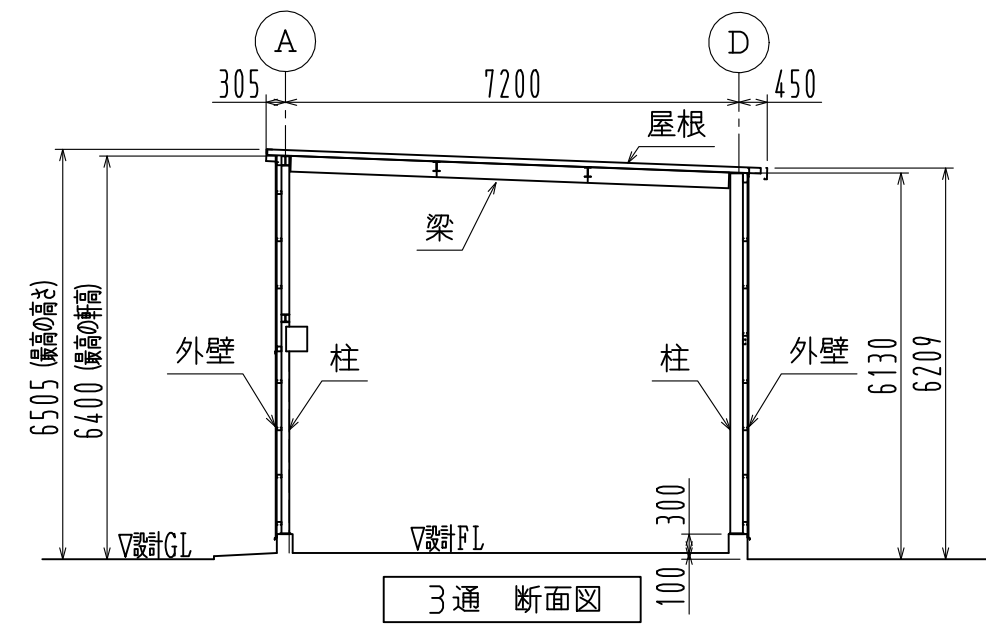 A
D
305
7200
450
屋根
梁
6505 (最高の高さ)
6400 (最高の軒高)
外壁
柱
柱
外壁
6130
6209
300
100
▽設計GL
▽設計FL
3通 断面図